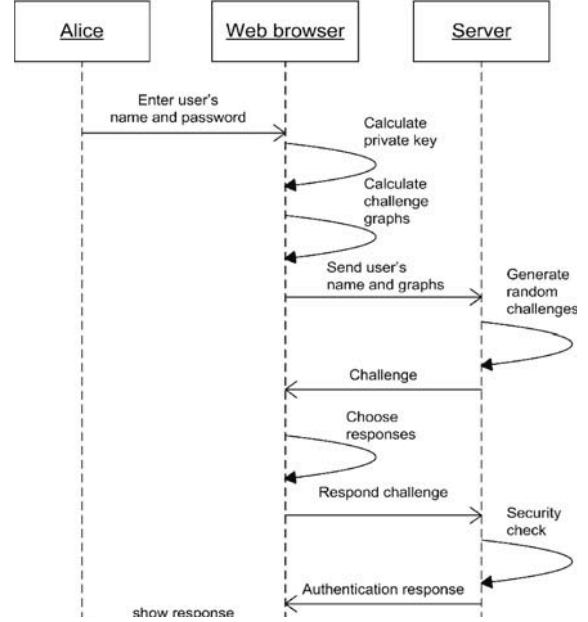 Alice
Web browser
Server
Enter user's
name and password
Calculate
private key
Calculate
challenge
graphs
Send user's
name and graphs
Generate
random
challenges
Challenge
Choose
responses
Respond challenge
Security
check
Authentication response
show response